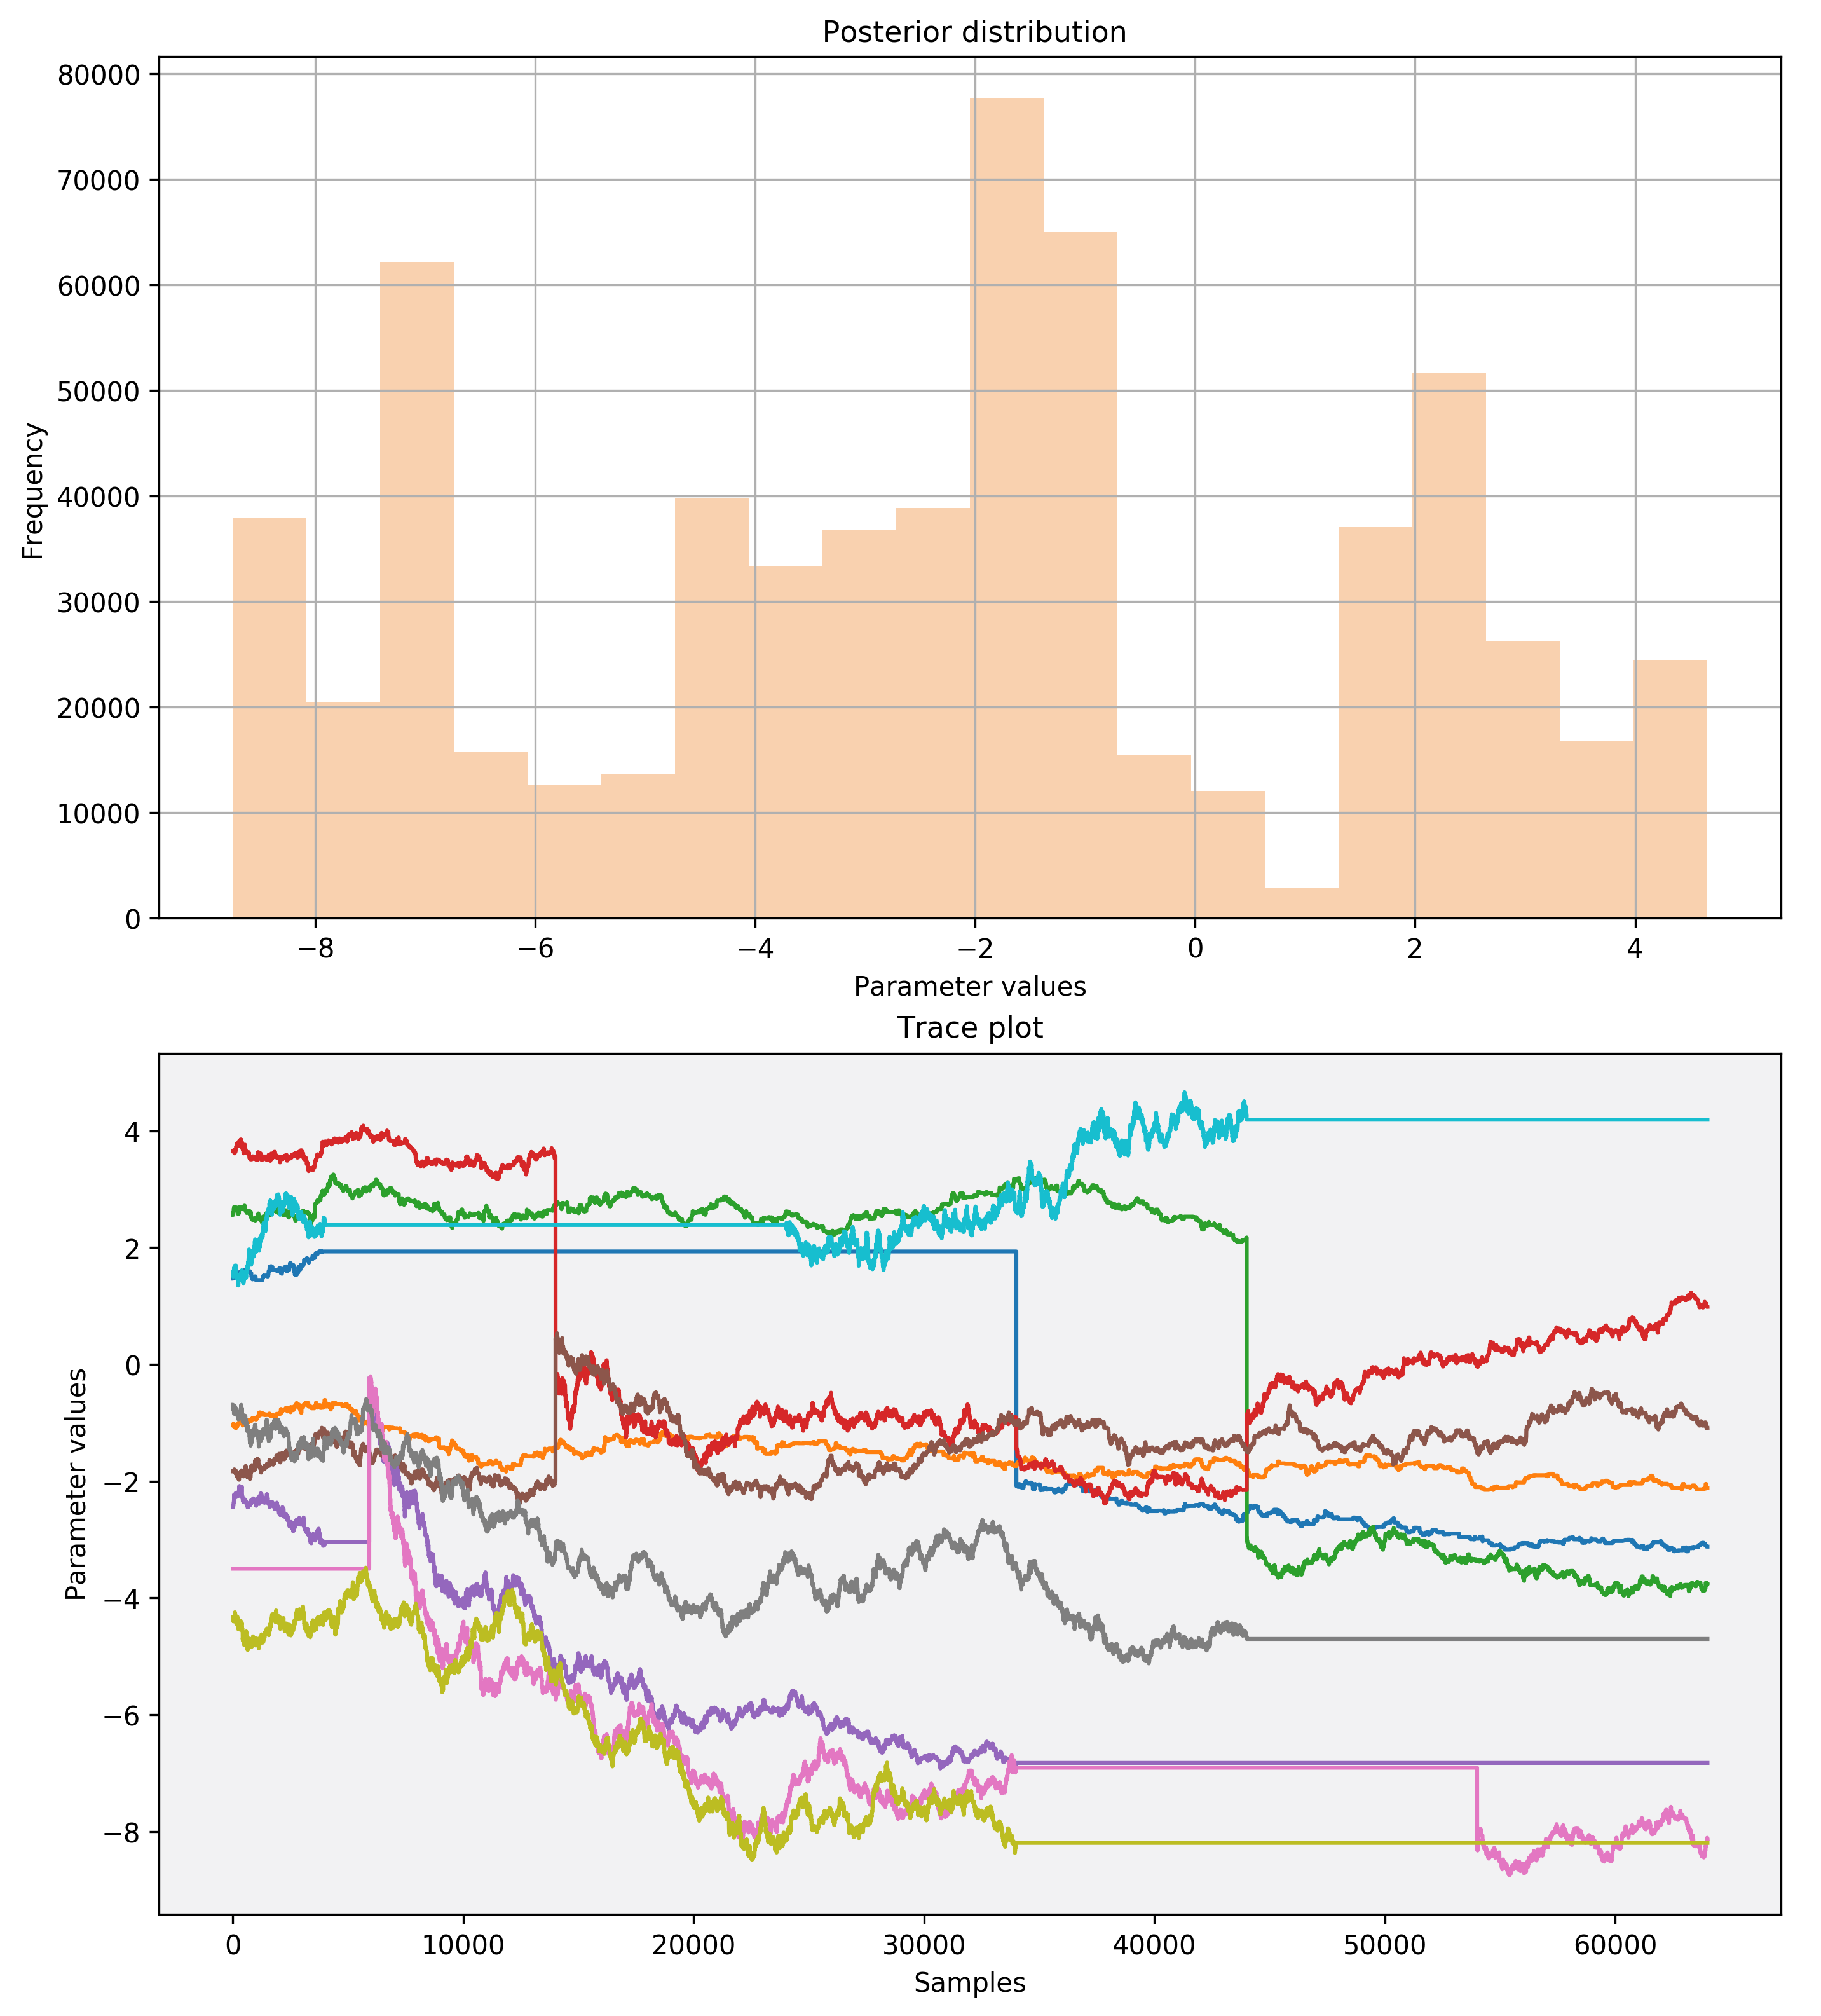 Posterior distribution
80000
70000
60000
50000
40000
30000
20000
10000
0
Frequency
−8 −6 −4 −2 0 2 4
Parameter values
Trace plot
4
2
0
−2
−4
−6
−8
Parameter values
0 10000 20000 30000 40000 50000 60000
Samples